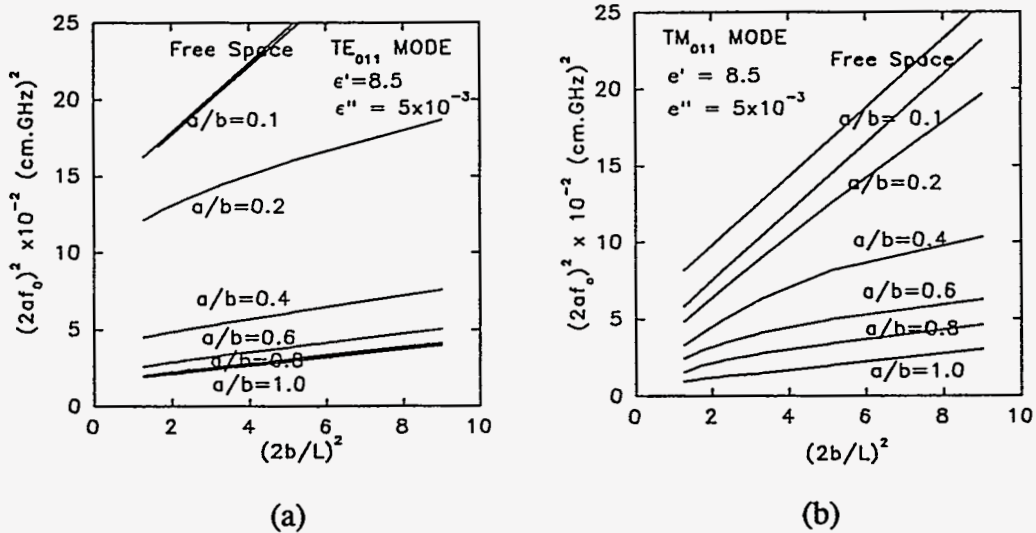 25
20
15
10
5
0
(2af₀)² x10⁻² (cm.GHz)²
Free Space
TE₀₁₁ MODE
ϵ'=8.5
ϵ'' = 5x10⁻³
a/b=0.1
a/b=0.2
a/b=0.4
a/b=0.6
a/b=0.8
a/b=1.0
0 2 4 6 8 10
(2b/L)²
(a)
25
20
15
10
5
0
(2af₀)² x 10⁻² (cm.GHz)²
TM₀₁₁ MODE
e' = 8.5
e'' = 5x10⁻³
Free Space
a/b= 0.1
a/b=0.2
a/b=0.4
a/b=0.6
a/b=0.8
a/b=1.0
0 2 4 6 8 10
(2b/L)²
(b)